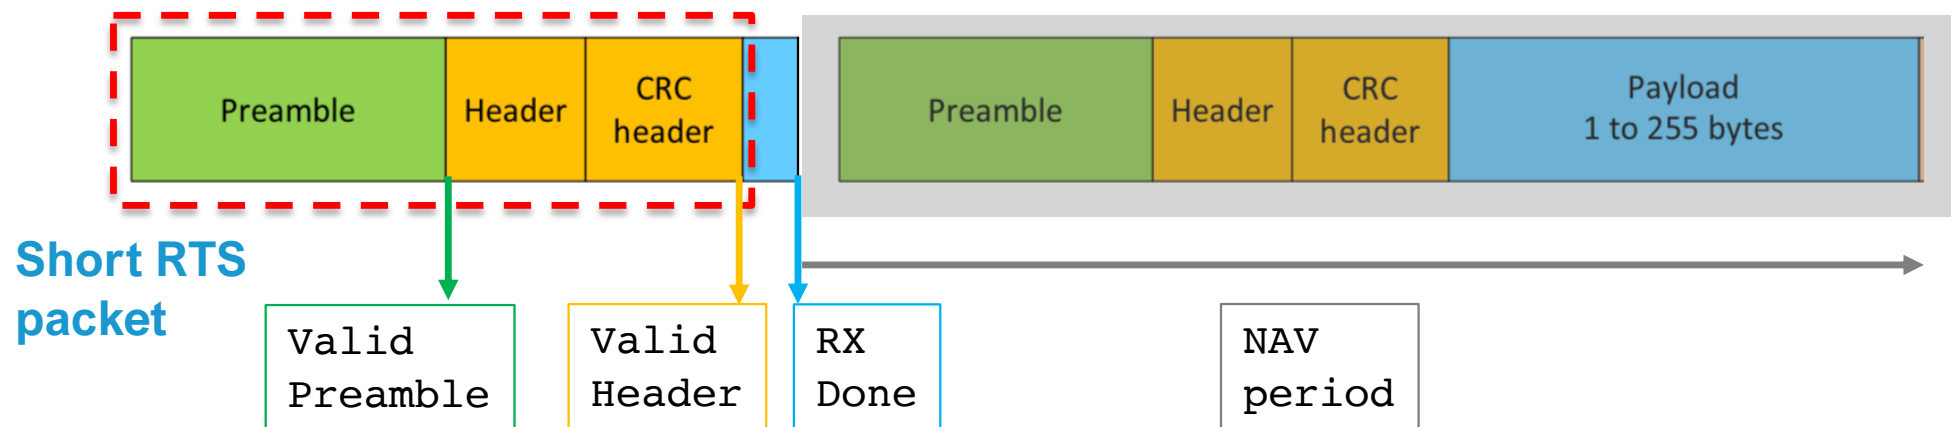 Preamble
Header
CRC
header
Preamble
Header
CRC
header
Payload
1 to 255 bytes
Short RTS
packet
Valid
Preamble
Valid
Header
RX
Done
NAV
period